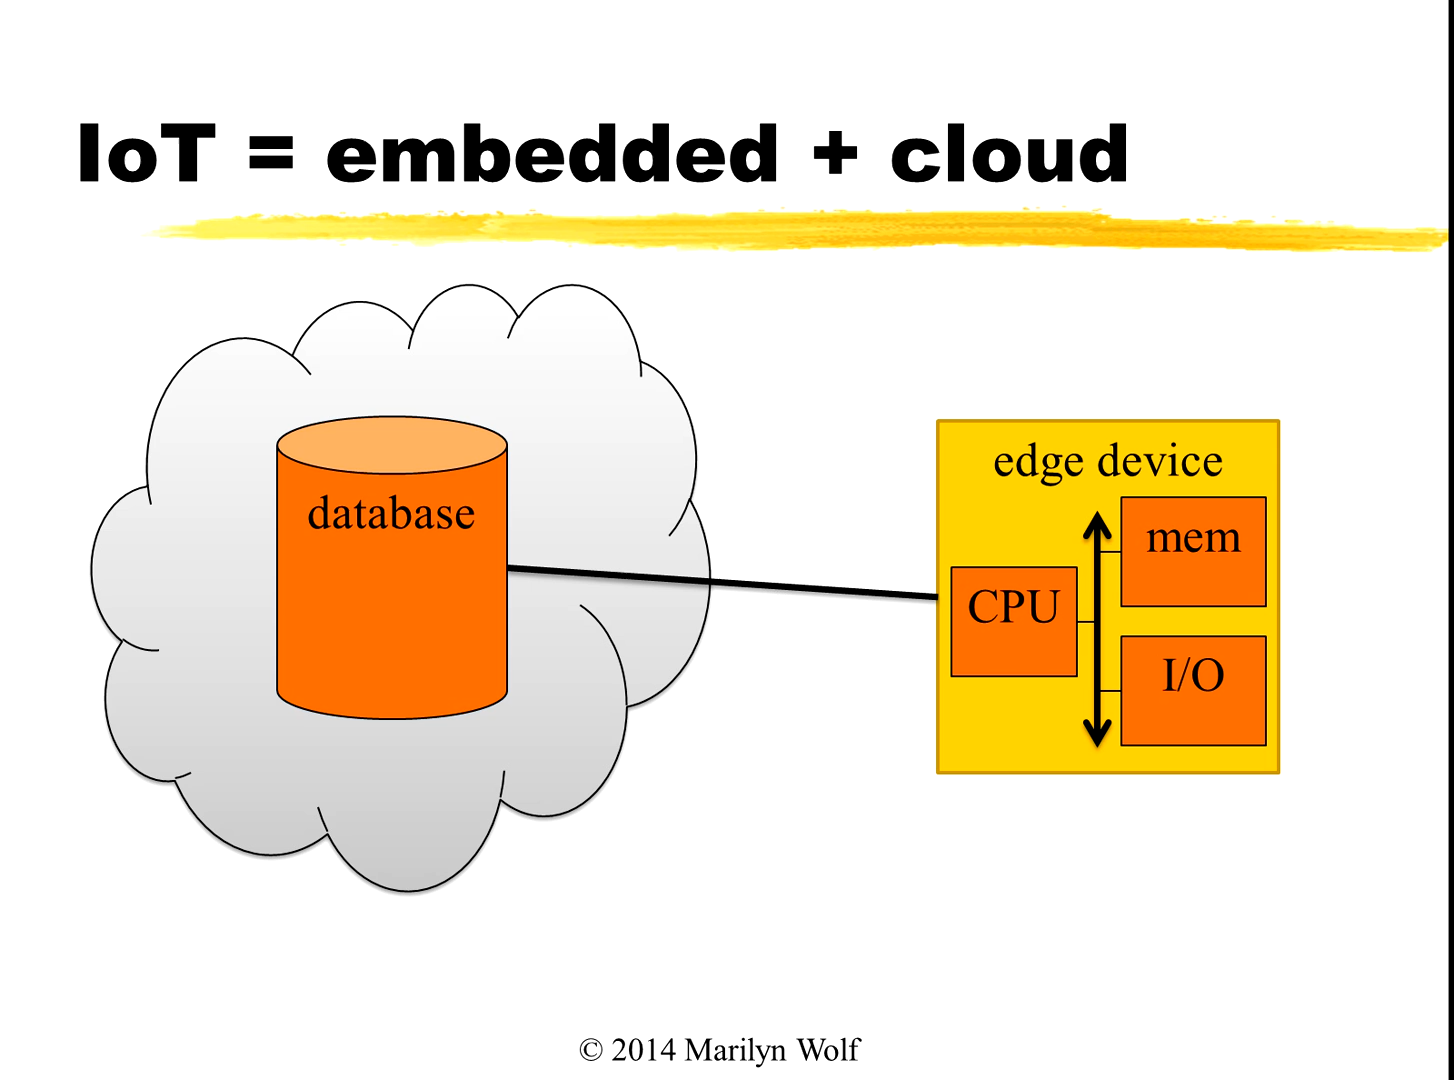 IoT = embedded + cloud
database
edge device
mem
CPU
I/O
© 2014 Marilyn Wolf